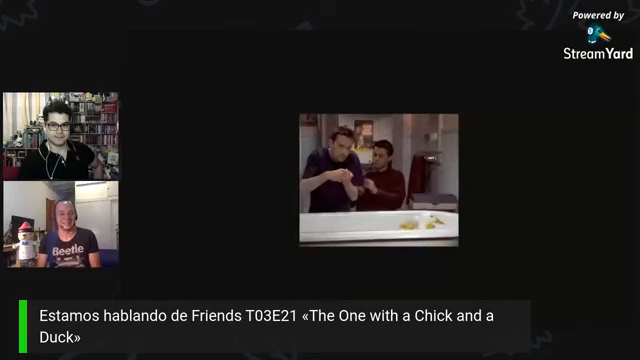 Powered by
StreamYard
Beetle
Estamos hablando de Friends T03E21 «The One with a Chick and a
Duck»